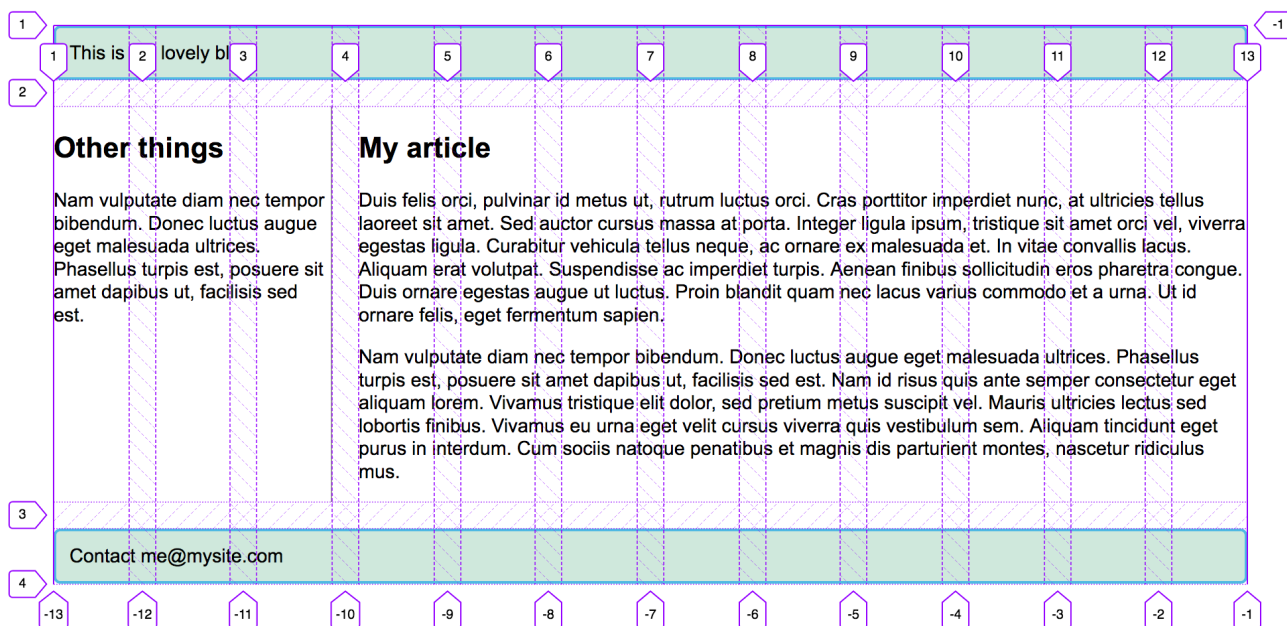 1 -1
This is lovely bl
1 2 3 4 5 6 7 8 9 10 11 12 13
2
Other things
My article
Nam vulputate diam nec tempor
bibendum. Donec luctus augue
eget malesuada ultrices.
Phasellus turpis est, posuere sit
amet dapibus ut, facilisis sed
est.
Duis felis orci, pulvinar id metus ut, rutrum luctus orci. Cras porttitor imperdiet nunc, at ultricies tellus
laoreet sit amet. Sed auctor cursus massa at porta. Integer ligula ipsum, tristique sit amet orci vel, viverra
egestas ligula. Curabitur vehicula tellus neque, ac ornare ex malesuada et. In vitae convallis lacus.
Aliquam erat volutpat. Suspendisse ac imperdiet turpis. Aenean finibus sollicitudin eros pharetra congue.
Duis ornare egestas augue ut luctus. Proin blandit quam nec lacus varius commodo et a urna. Ut id
ornare felis, eget fermentum sapien.
Nam vulputate diam nec tempor bibendum. Donec luctus augue eget malesuada ultrices. Phasellus
turpis est, posuere sit amet dapibus ut, facilisis sed est. Nam id risus quis ante semper consectetur eget
aliquam lorem. Vivamus tristique elit dolor, sed pretium metus suscipit vel. Mauris ultricies lectus sed
lobortis finibus. Vivamus eu urna eget velit cursus viverra quis vestibulum sem. Aliquam tincidunt eget
purus in interdum. Cum sociis natoque penatibus et magnis dis parturient montes, nascetur ridiculus
mus.
3
Contact me@mysite.com
4
-13 -12 -11 -10 -9 -8 -7 -6 -5 -4 -3 -2 -1